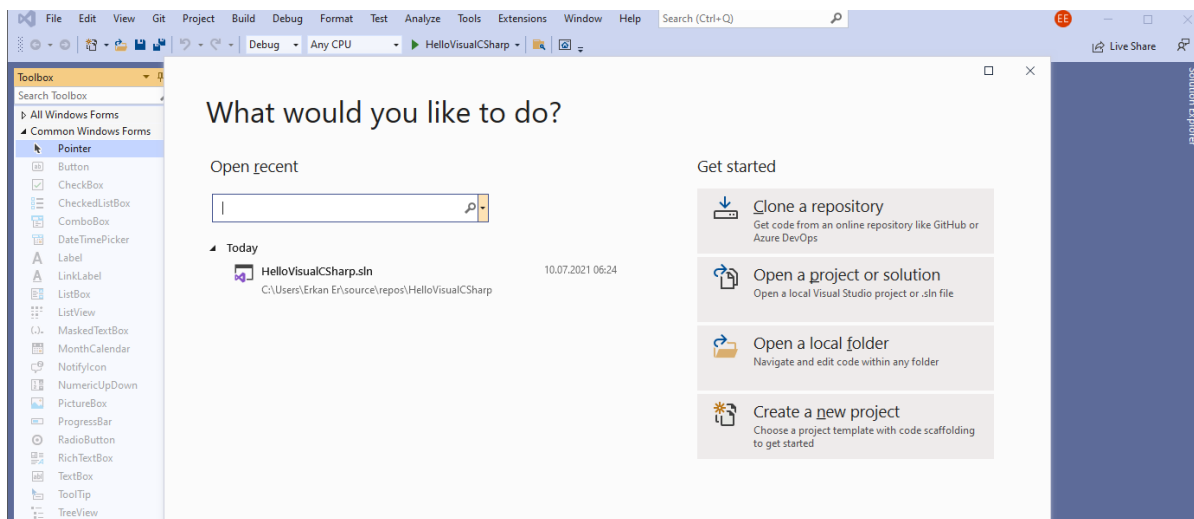 File Edit View Git Project Build Debug Format Test Analyze Tools Extensions Window Help Search (Ctrl+Q) EE
Debug Any CPU HelloVisualCSharp Live Share
Toolbox
Search Toolbox
All Windows Forms
Common Windows Forms
Pointer
Button
CheckBox
CheckedListBox
ComboBox
DateTimePicker
Label
LinkLabel
ListBox
ListView
MaskedTextBox
MonthCalendar
NotifyIcon
NumericUpDown
PictureBox
ProgressBar
RadioButton
RichTextBox
TextBox
ToolTip
TreeView
What would you like to do?
Open recent
Today
HelloVisualCSharp.sln 10.07.2021 06:24
C:\Users\Erkan Er\source\repos\HelloVisualCSharp
Get started
Clone a repository
Get code from an online repository like GitHub or
Azure DevOps
Open a project or solution
Open a local Visual Studio project or .sln file
Open a local folder
Navigate and edit code within any folder
Create a new project
Choose a project template with code scaffolding
to get started
Solution Explorer